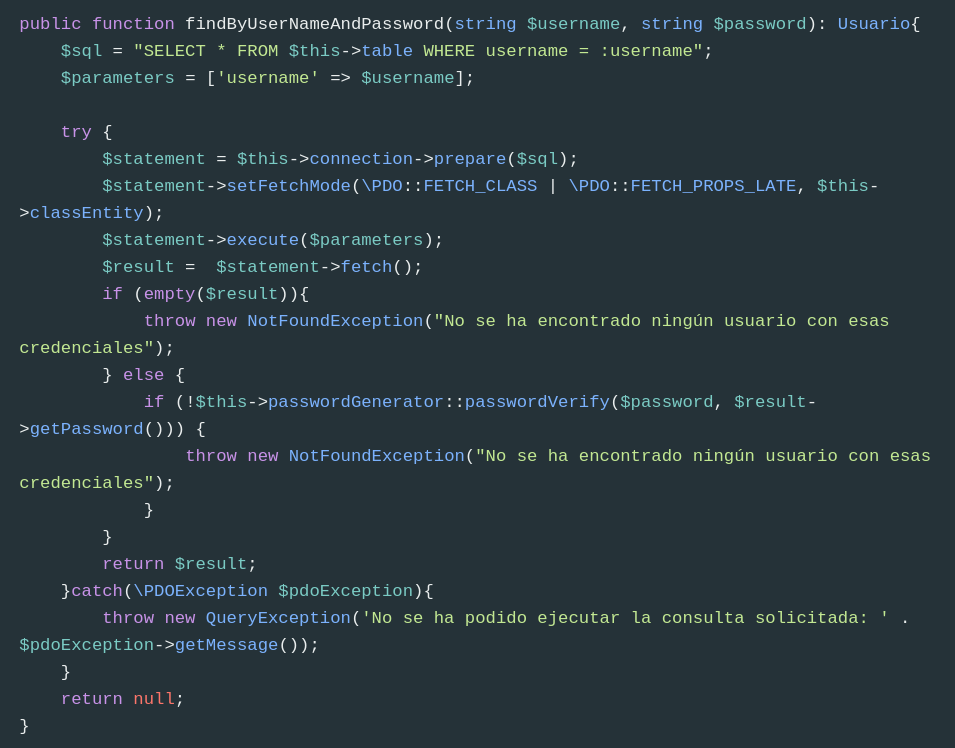 public function findByUserNameAndPassword(string $username, string $password): Usuario{
    $sql = "SELECT * FROM $this->table WHERE username = :username";
    $parameters = ['username' => $username];

    try {
        $statement = $this->connection->prepare($sql);
        $statement->setFetchMode(\PDO::FETCH_CLASS | \PDO::FETCH_PROPS_LATE, $this-
>classEntity);
        $statement->execute($parameters);
        $result =  $statement->fetch();
        if (empty($result)){
            throw new NotFoundException("No se ha encontrado ningún usuario con esas
credenciales");
        } else {
            if (!$this->passwordGenerator::passwordVerify($password, $result-
>getPassword())) {
                throw new NotFoundException("No se ha encontrado ningún usuario con esas
credenciales");
            }
        }
        return $result;
    }catch(\PDOException $pdoException){
        throw new QueryException('No se ha podido ejecutar la consulta solicitada: ' .
$pdoException->getMessage());
    }
    return null;
}